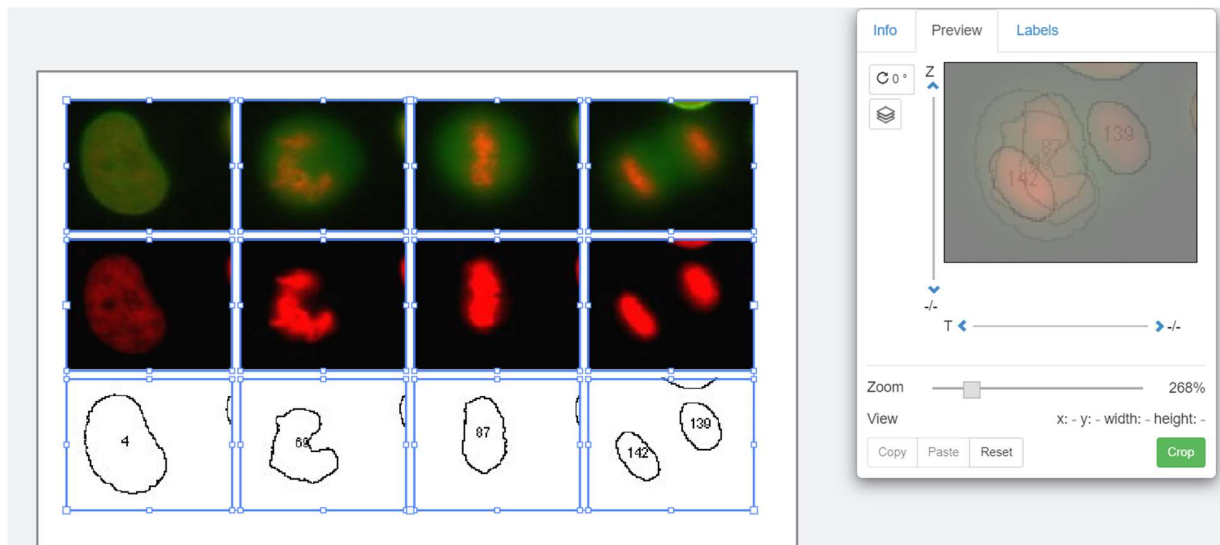 Info Preview Labels
0 °
Z
139
87
142
-/-
T -/-
4 69 87 139
142
Zoom 268%
View x: - y: - width: - height: -
Copy Paste Reset Crop